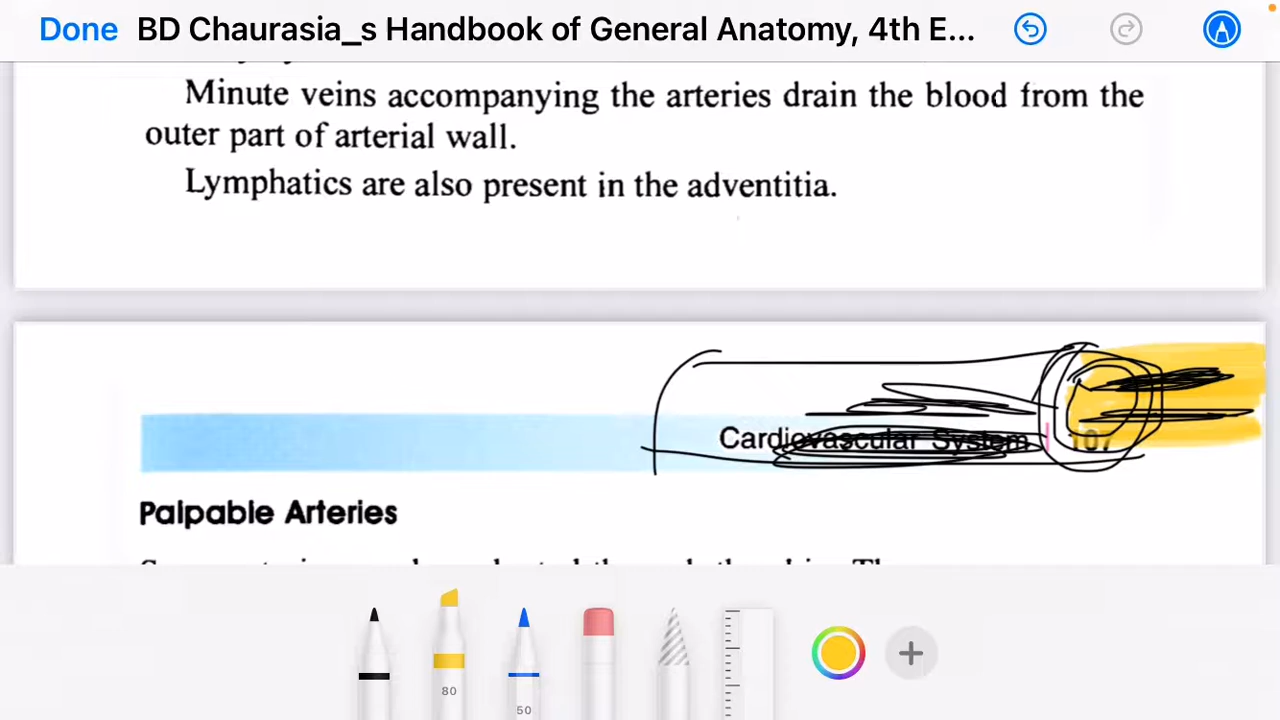 Done BD Chaurasia_s Handbook of General Anatomy, 4th E...
Minute veins accompanying the arteries drain the blood from the
outer part of arterial wall.
Lymphatics are also present in the adventitia.
Cardiovascular System 107
Palpable Arteries
80
50